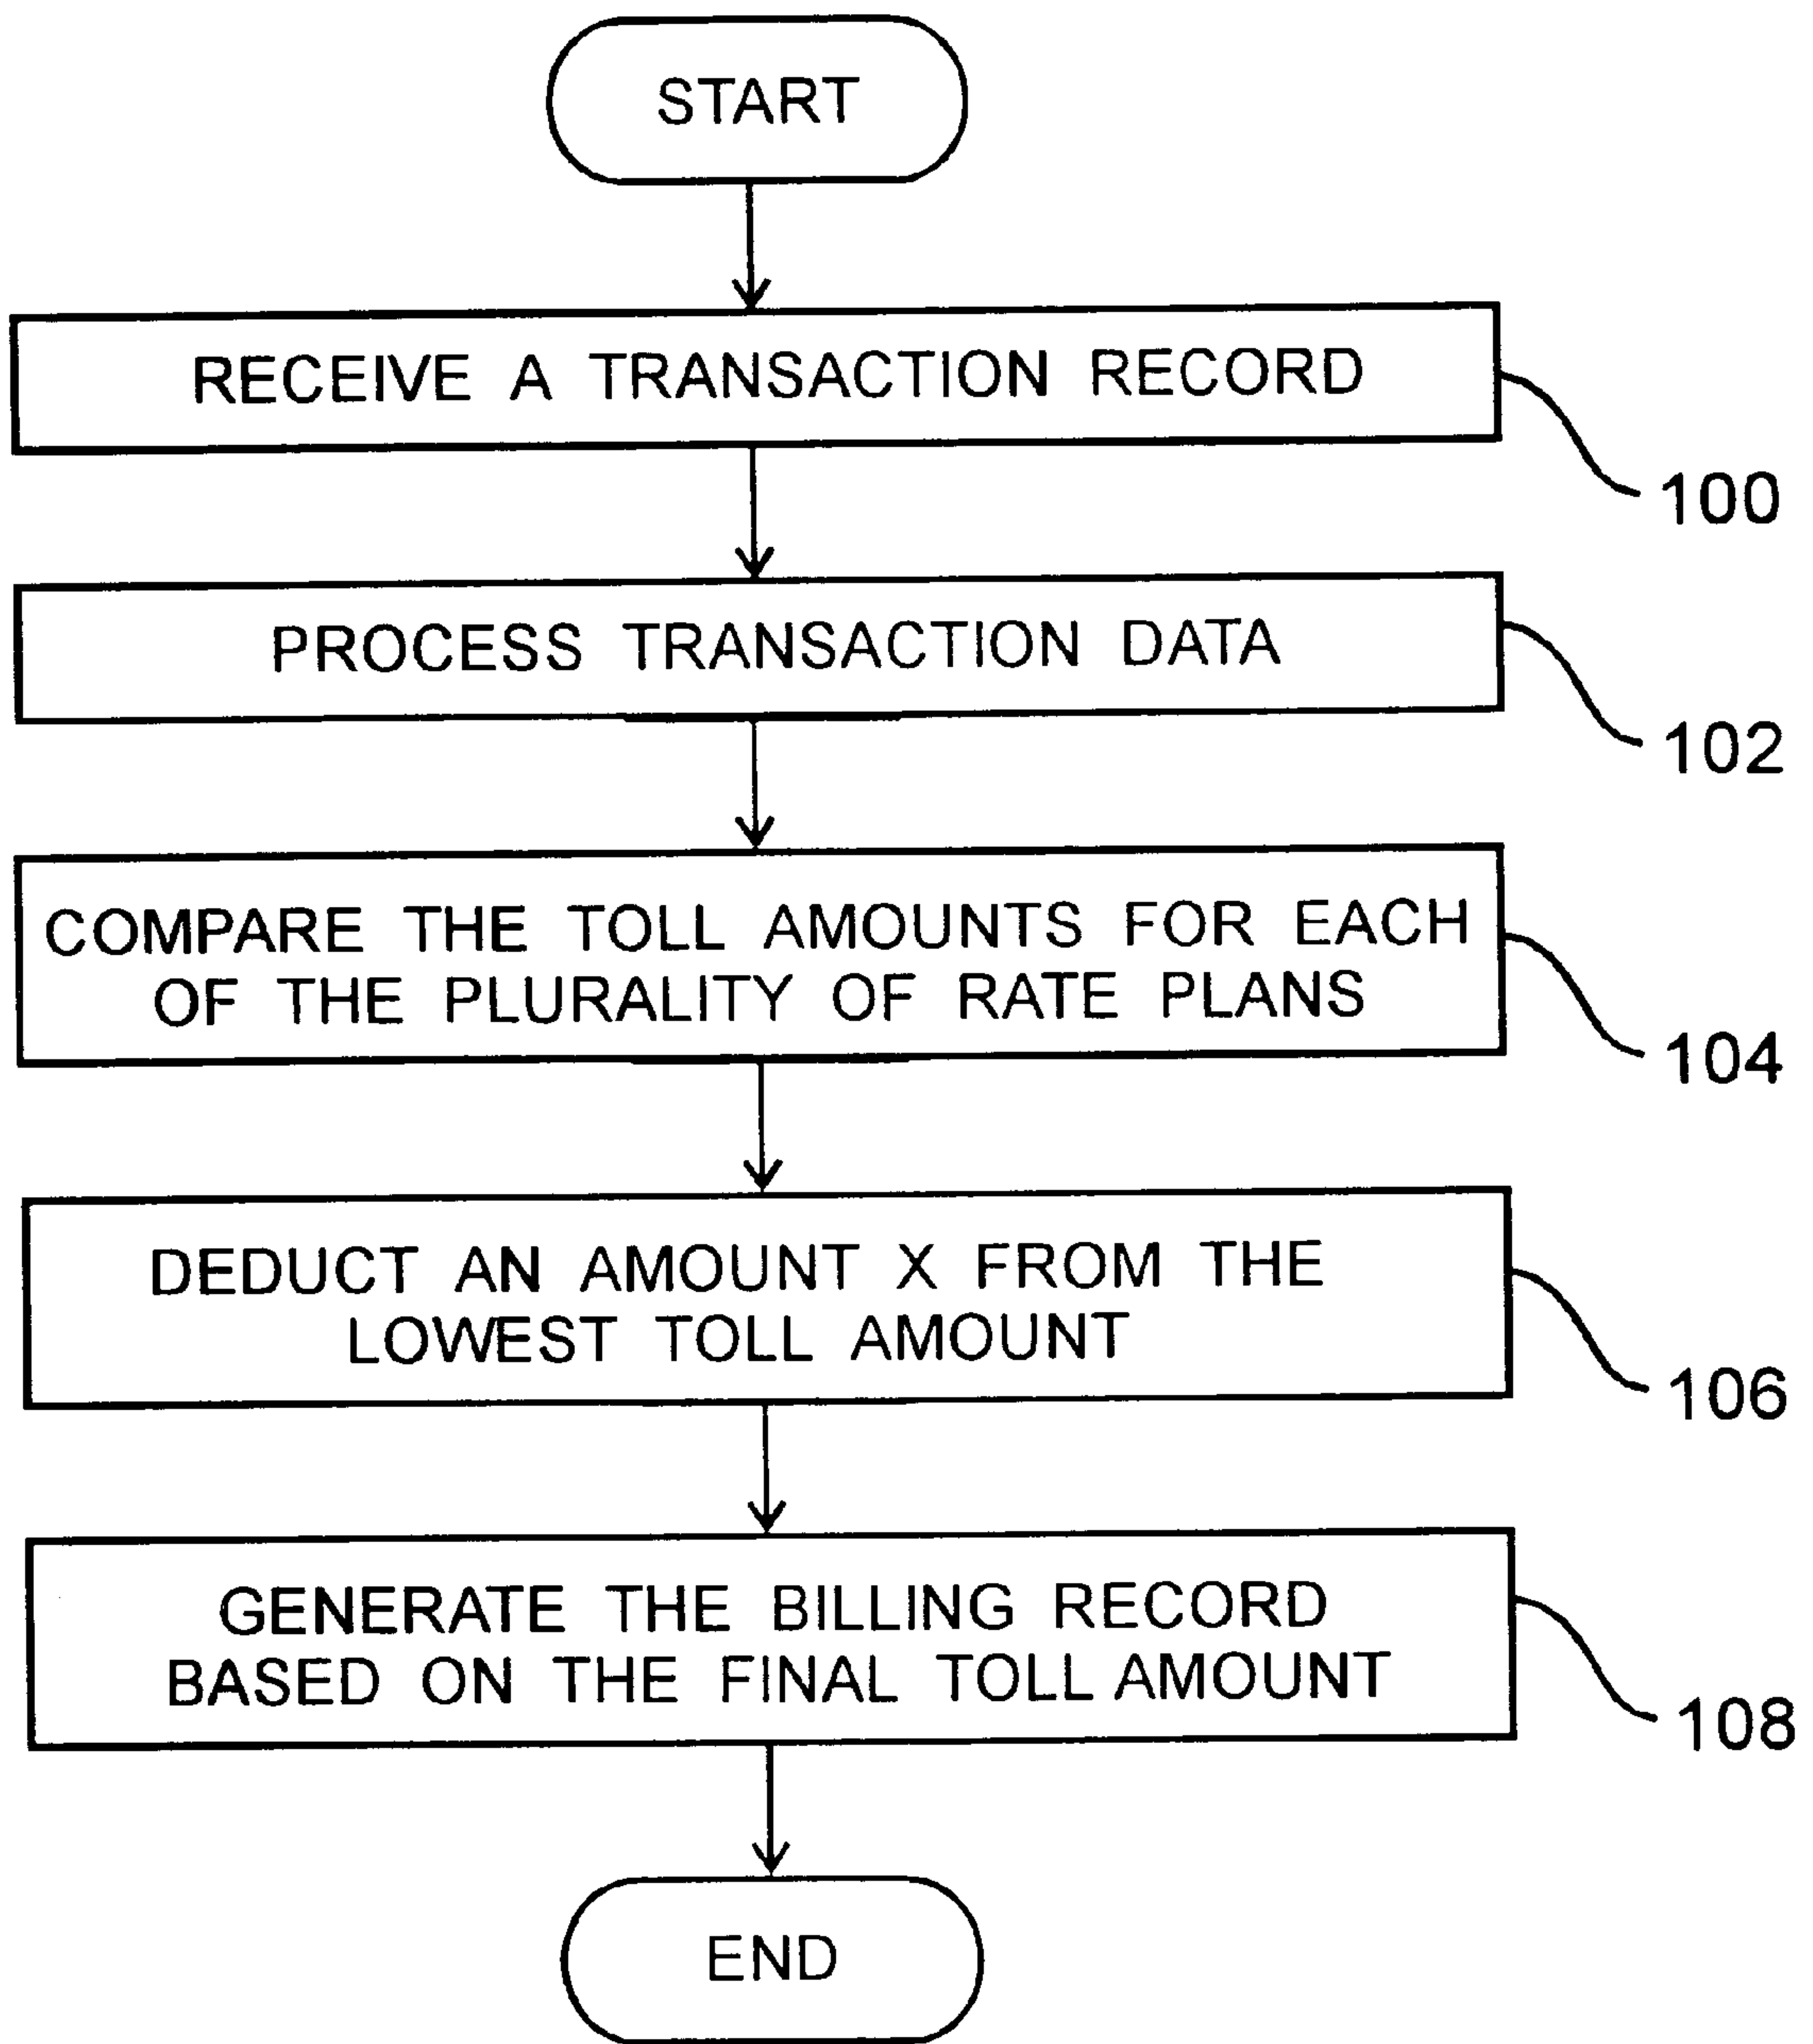 START
RECEIVE A TRANSACTION RECORD
100
PROCESS TRANSACTION DATA
102
COMPARE THE TOLL AMOUNTS FOR EACH
OF THE PLURALITY OF RATE PLANS
104
DEDUCT AN AMOUNT X FROM THE
LOWEST TOLL AMOUNT
106
GENERATE THE BILLING RECORD
BASED ON THE FINAL TOLL AMOUNT
108
END